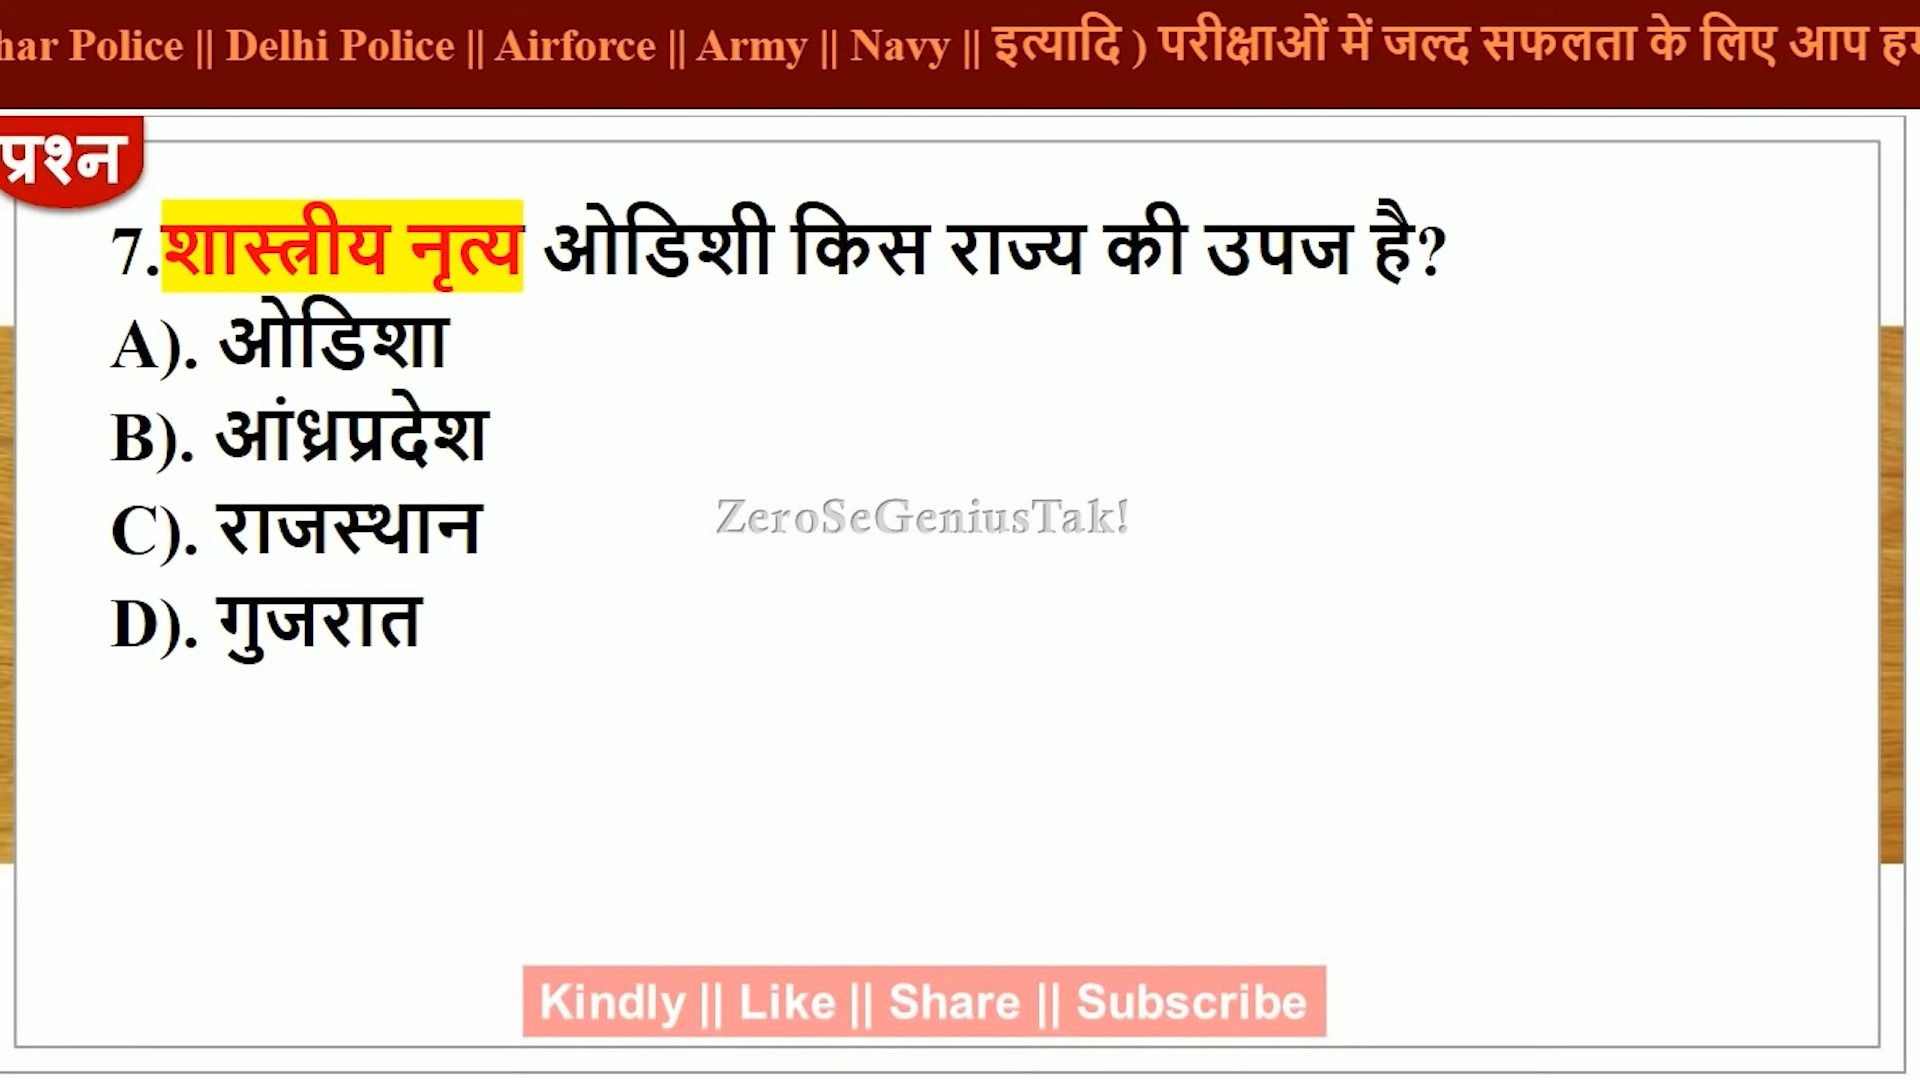 Police || Delhi Police || Airforce || Army || Navy || इत्यादि ) परीक्षाओं में जल्द सफलता के लिए आप
प्रश्न
7.शास्त्रीय नृत्य ओडिशी किस राज्य की उपज है?
A). ओडिशा
B). आंध्रप्रदेश
C). राजस्थान
D). गुजरात
ZeroSeGeniusTak!
Kindly || Like || Share || Subscribe